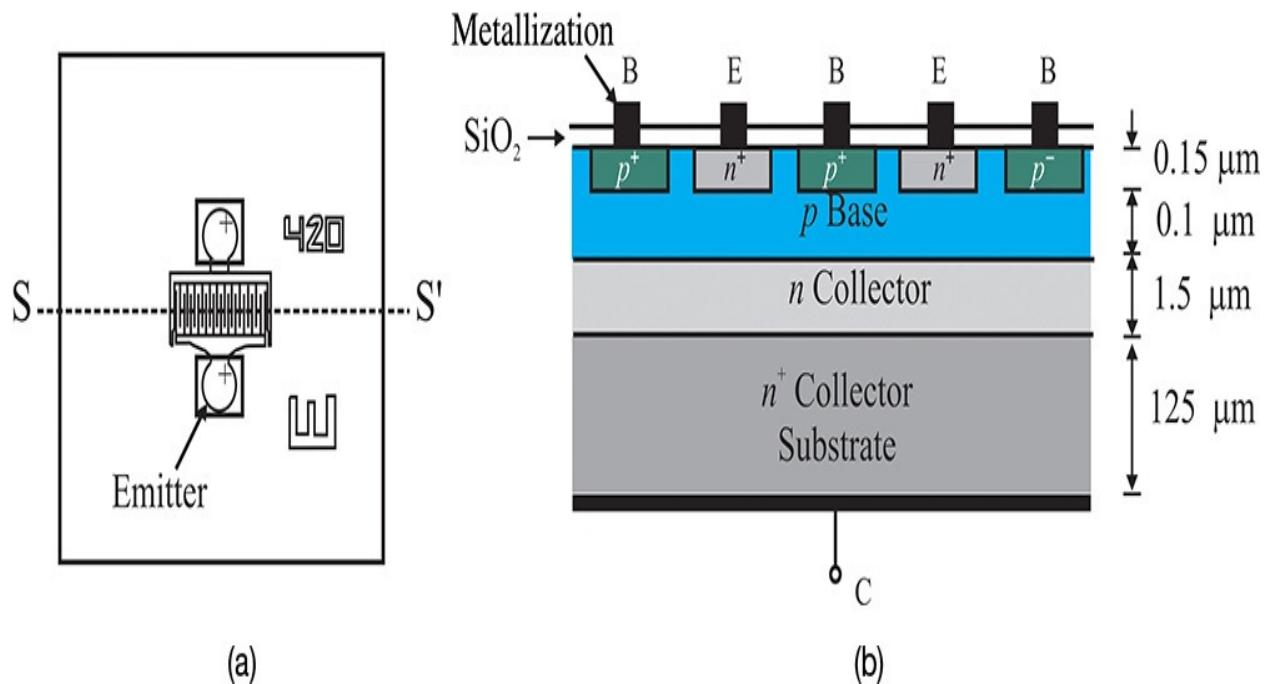 Metallization
B E B E B
SiO₂
p⁺ n⁺ p⁺ n⁺ p⁻
0.15 μm
p Base
0.1 μm
n Collector
1.5 μm
n⁺ Collector
Substrate
125 μm
C
420
S S'
E
Emitter
(a) (b)